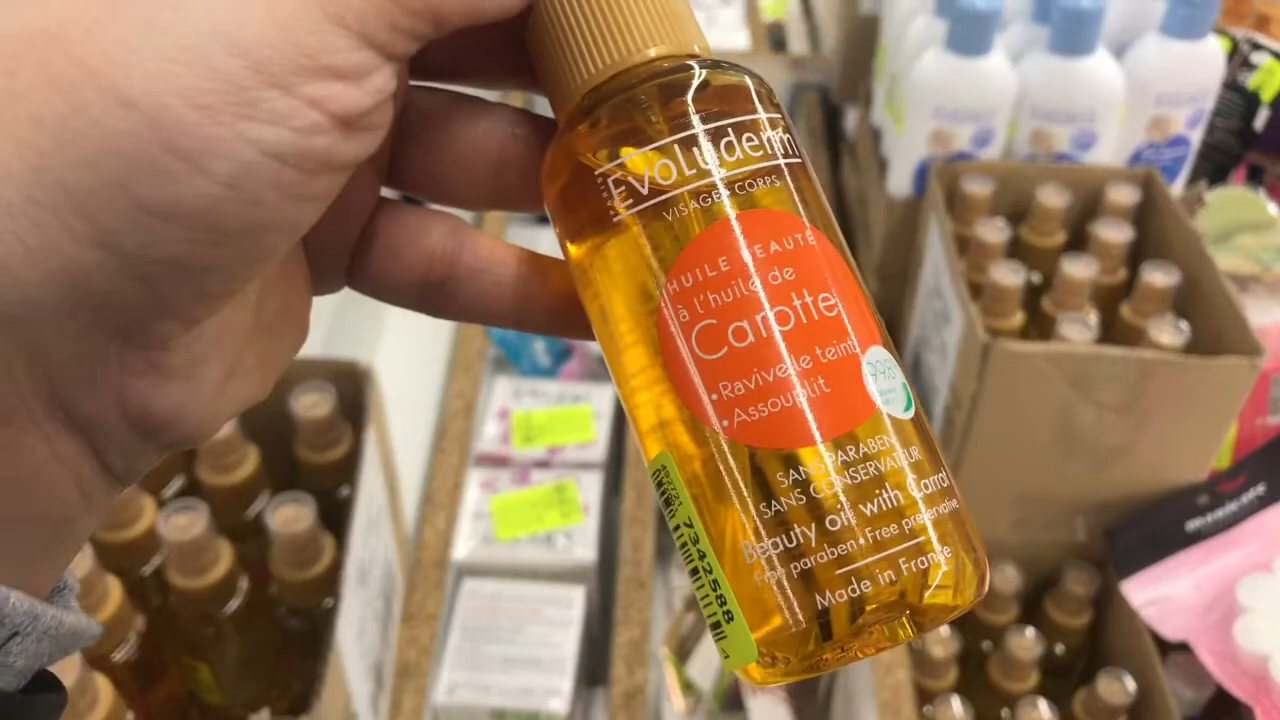 PARIS
Evoluderm
VISAGE CORPS
HUILE BEAUTÉ
à l'huile de
Carotte
• Ravive le teint
• Assouplit
SANS PARABEN
SANS CONSERVATEUR
Beauty oil with Carrot
Free paraben • Free preservative
Made in France
7342588